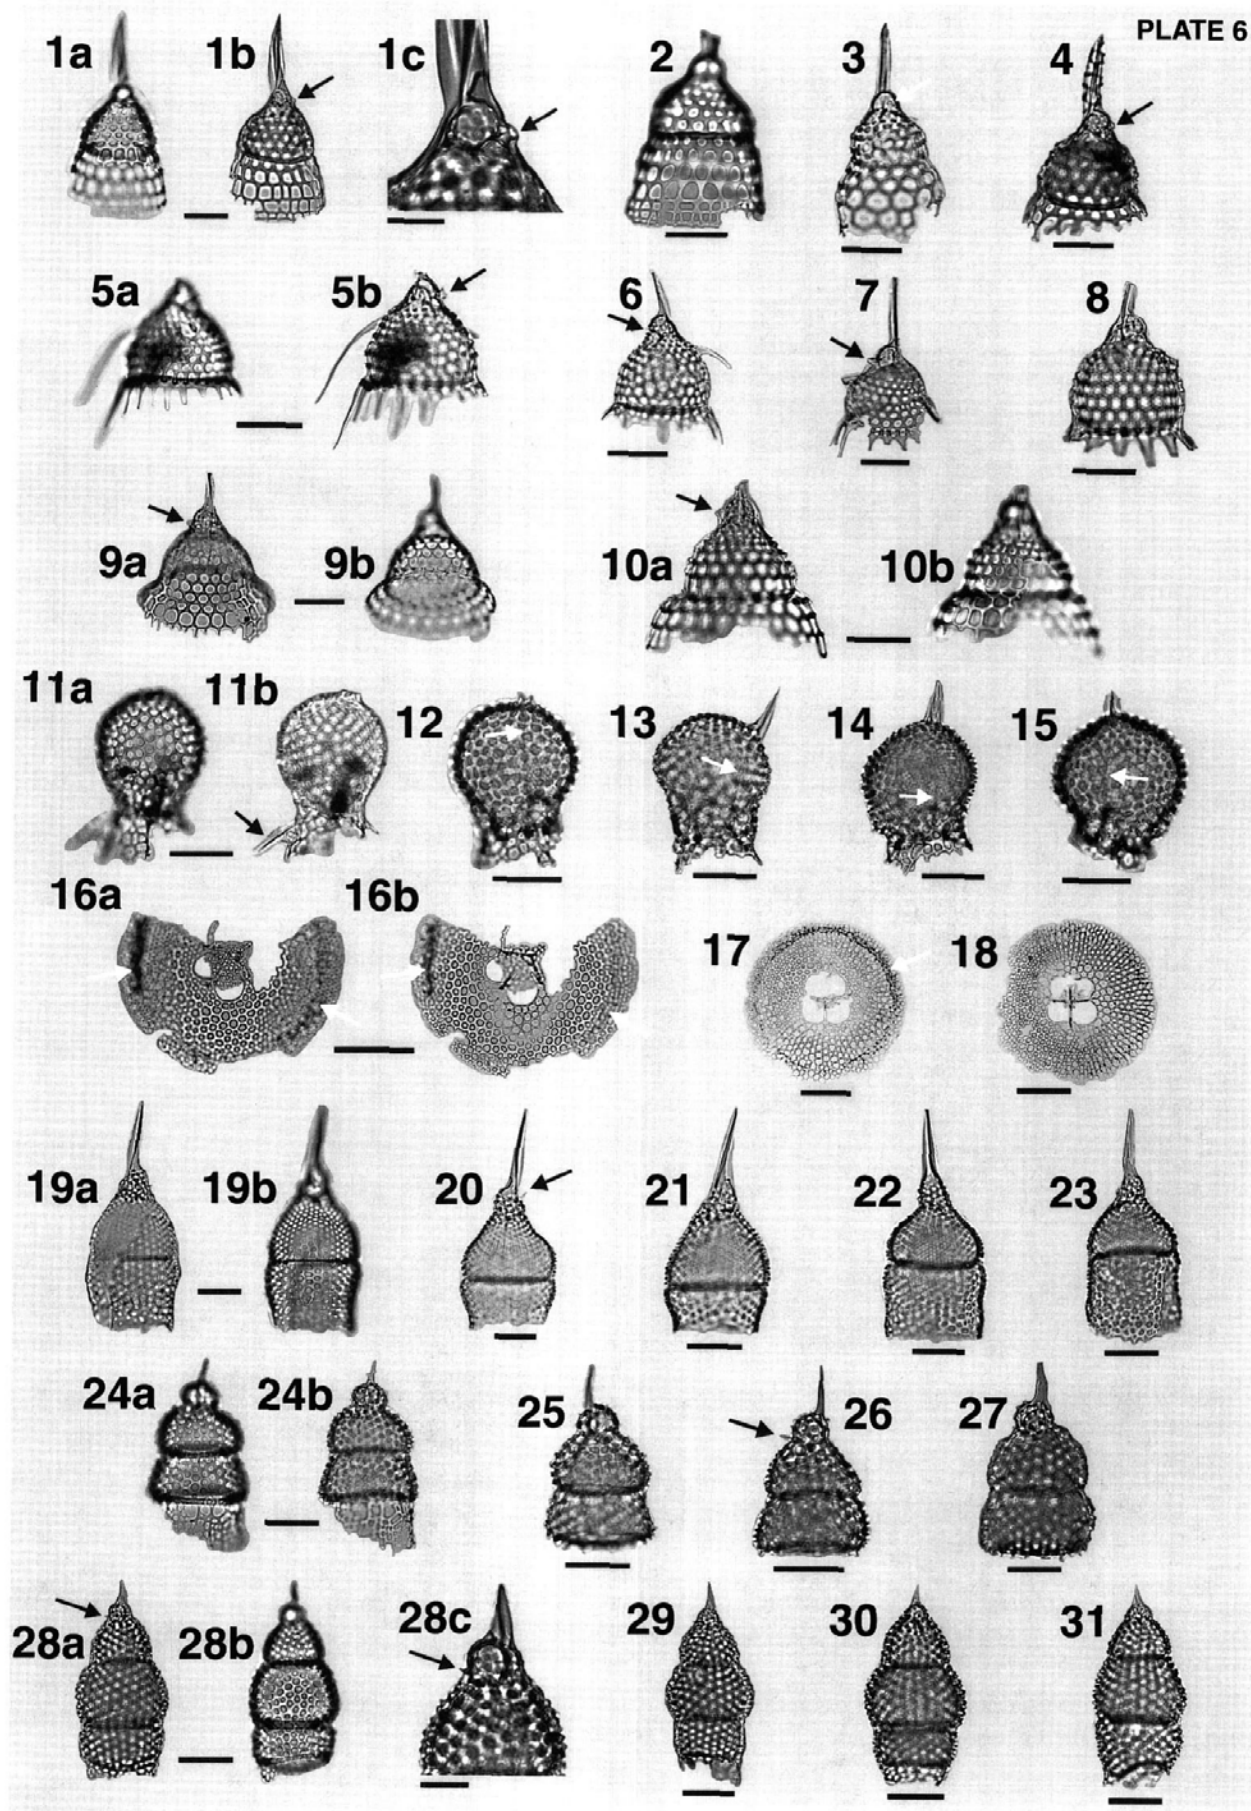 PLATE 6
1a 1b 1c 2 3 4
5a 5b 6 7 8
9a 9b 10a 10b
11a 11b 12 13 14 15
16a 16b 17 18
19a 19b 20 21 22 23
24a 24b 25 26 27
28a 28b 28c 29 30 31